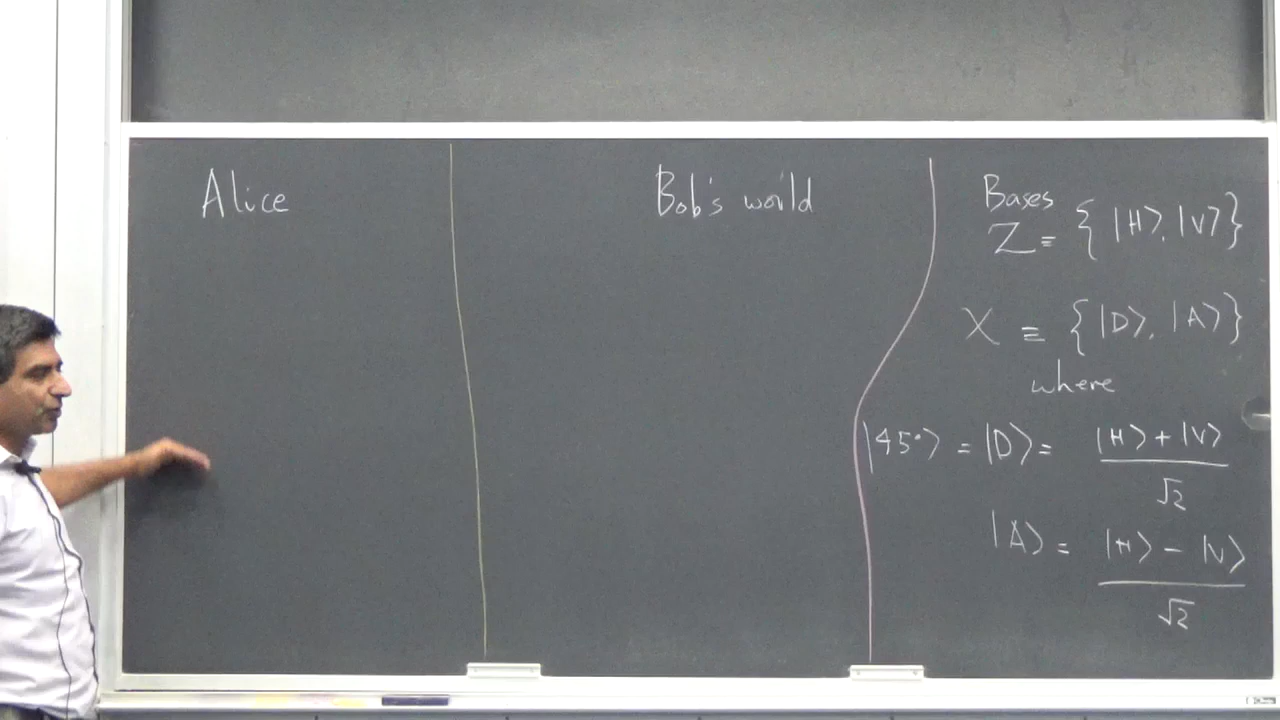 Alice
Bob's world
Bases
Z ≡ { |H⟩, |V⟩ }
X ≡ { |D⟩, |A⟩ }
where
|45°⟩ = |D⟩ = (|H⟩ + |V⟩) / √2
|A⟩ = (|H⟩ − |V⟩) / √2